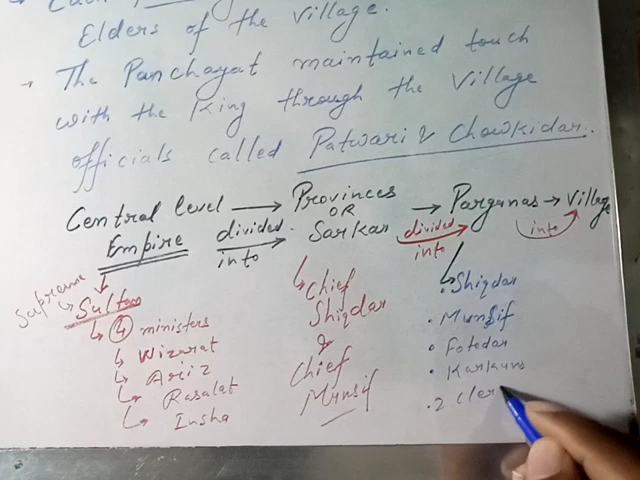 Elders of the Village.
→ The Panchayat maintained touch
with the King through the Village
officials called Patwari & Chowkidar.
Central level → Provinces → Parganas → Village
Empire divided into OR Sarkar divided into into
Supreme
Sultan
4 ministers
Wizarat
Ariz
Rasalat
Insha
Chief
Shiqdar
&
Chief
Munsif
• Shiqdar
• Munsif
• Fotedar
• Karkuns
• 2 Cler